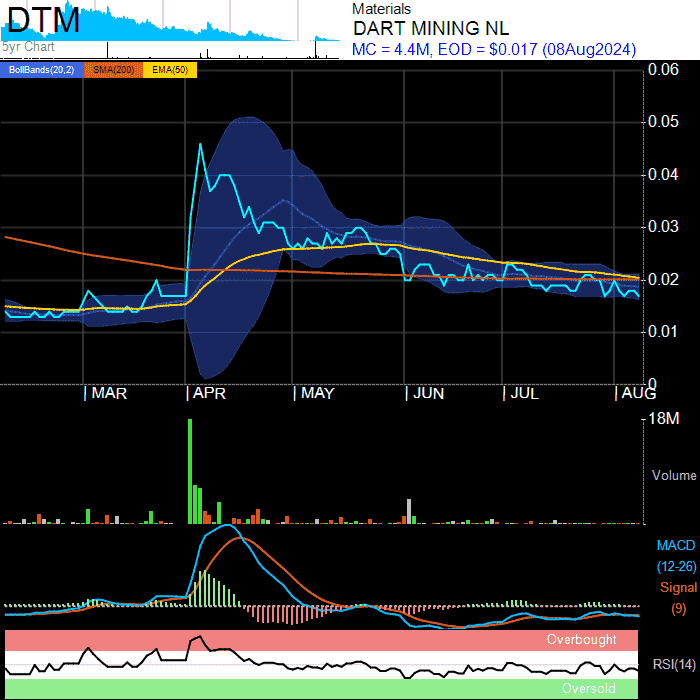 DTM
5yr Chart
Materials
DART MINING NL
MC = 4.4M, EOD = $0.017 (08Aug2024)
BollBands(20,2) SMA(200) EMA(50)
0.06
0.05
0.04
0.03
0.02
0.01
0
| MAR | APR | MAY | JUN | JUL | AUG
18M
Volume
MACD
(12-26)
Signal
(9)
Overbought
RSI(14)
Oversold